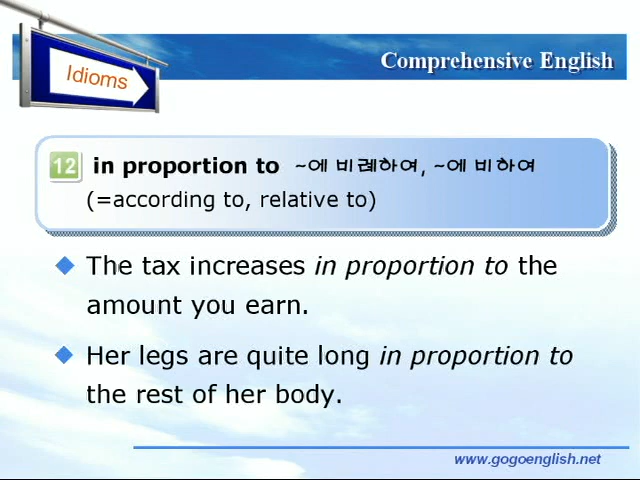 Idioms
Comprehensive English
12 in proportion to ~에 비례하여, ~에 비하여
(=according to, relative to)
The tax increases in proportion to the
amount you earn.
Her legs are quite long in proportion to
the rest of her body.
www.gogoenglish.net